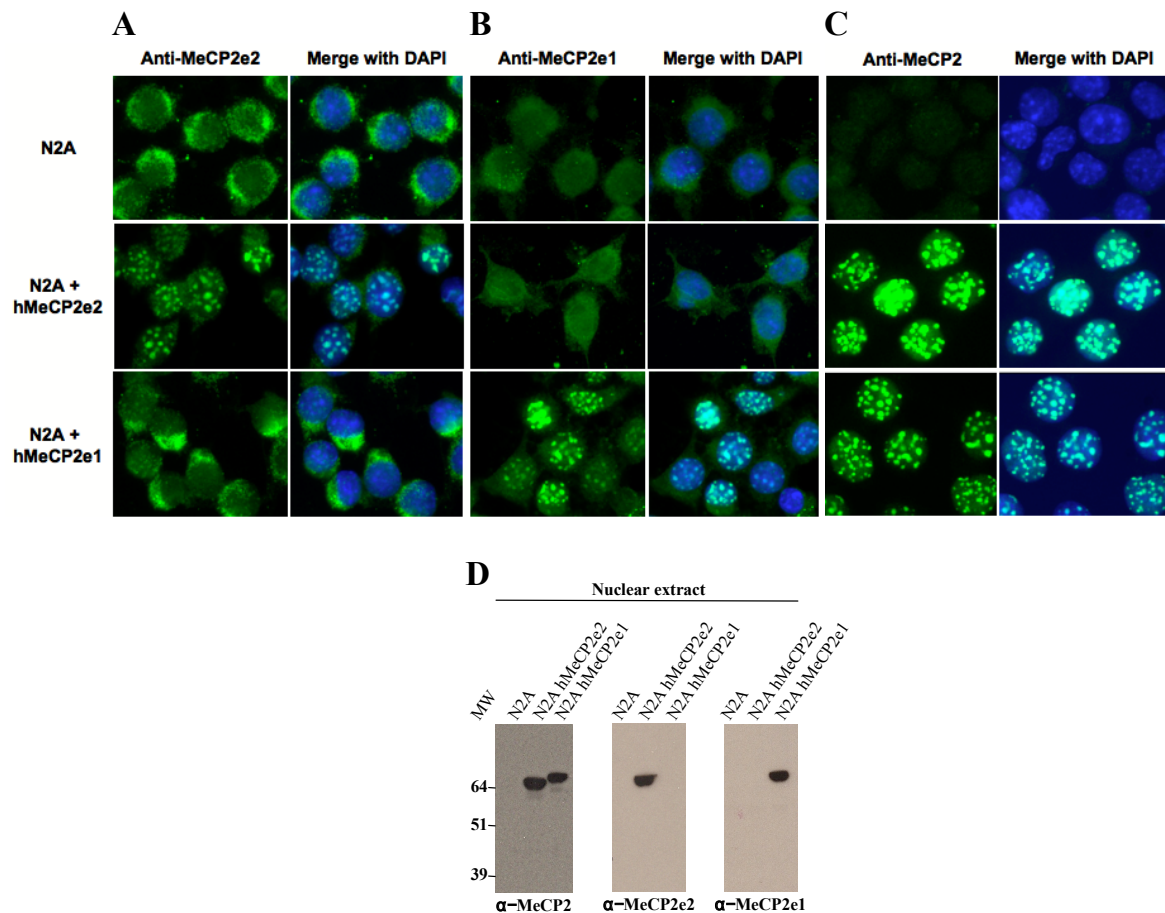 A
B
C
Anti-MeCP2e2
Merge with DAPI
Anti-MeCP2e1
Merge with DAPI
Anti-MeCP2
Merge with DAPI
N2A
N2A +
hMeCP2e2
N2A +
hMeCP2e1
D
Nuclear extract
MW
N2A
N2A hMeCP2e2
N2A hMeCP2e1
N2A
N2A hMeCP2e2
N2A hMeCP2e1
N2A
N2A hMeCP2e2
N2A hMeCP2e1
64
51
39
α-MeCP2
α-MeCP2e2
α-MeCP2e1